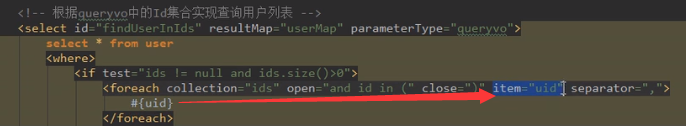 <!-- 根据queryvo中的Id集合实现查询用户列表 -->
<select id="findUserInIds" resultMap="userMap" parameterType="queryvo">
select * from user
<where>
<if test="ids != null and ids.size()>0">
<foreach collection="ids" open="and id in (" close=")" item="uid" separator=",">
#{uid}
</foreach>